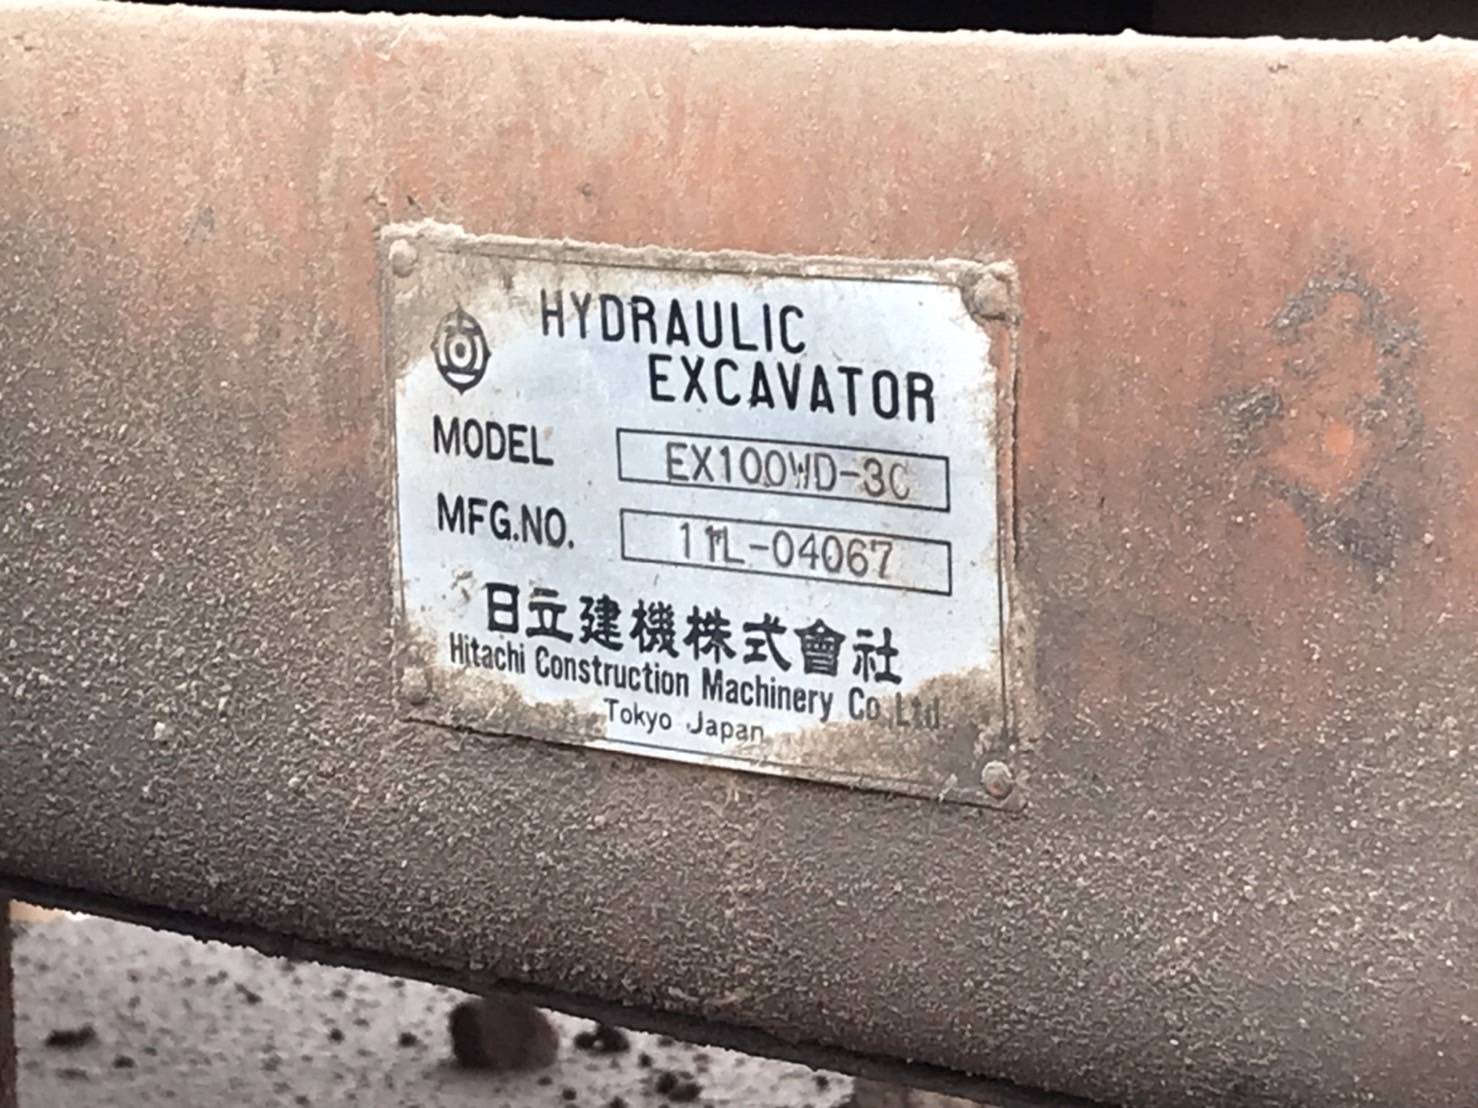 HYDRAULIC
EXCAVATOR
MODEL EX100WD-3C
MFG.NO. 11L-04067
日立建機株式會社
Hitachi Construction Machinery Co.,Ltd.
Tokyo Japan